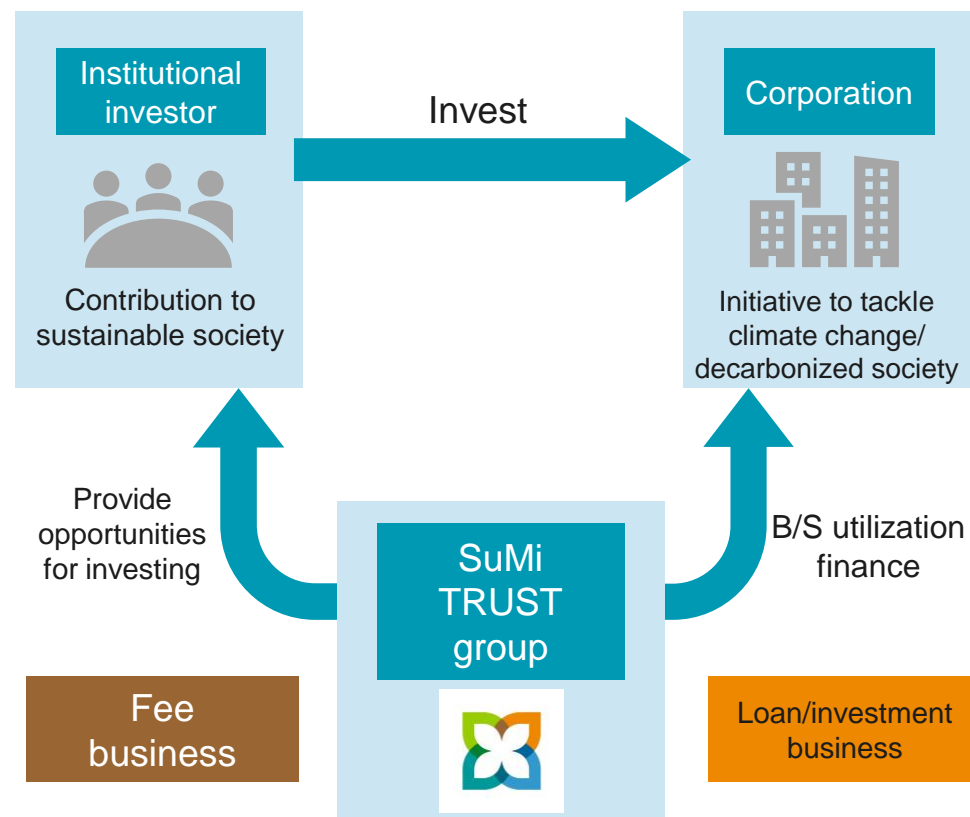 Institutional
investor
Invest
Corporation
Contribution to
sustainable society
Initiative to tackle
climate change/
decarbonized society
Provide
opportunities
for investing
SuMi
TRUST
group
B/S utilization
finance
Fee
business
Loan/investment
business